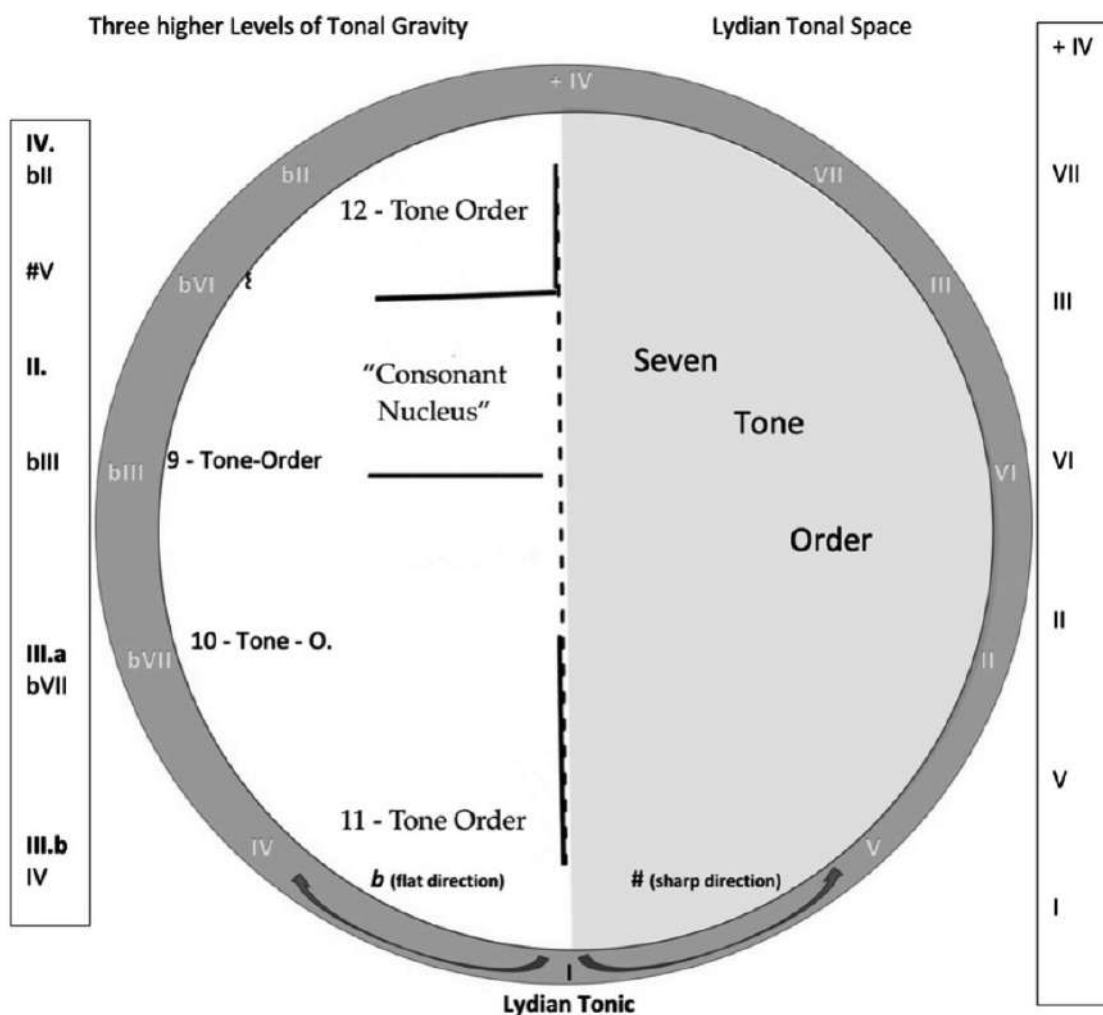 Three higher Levels of Tonal Gravity
Lydian Tonal Space
IV.
bII
#V
II.
bIII
III.a
bVII
III.b
IV
+ IV
bII
bVI
bIII
bVII
IV
I
VII
III
VI
II
V
12 - Tone Order
"Consonant
Nucleus"
9 - Tone-Order
10 - Tone - O.
11 - Tone Order
b (flat direction)
# (sharp direction)
Seven
Tone
Order
Lydian Tonic
+ IV
VII
III
VI
II
V
I